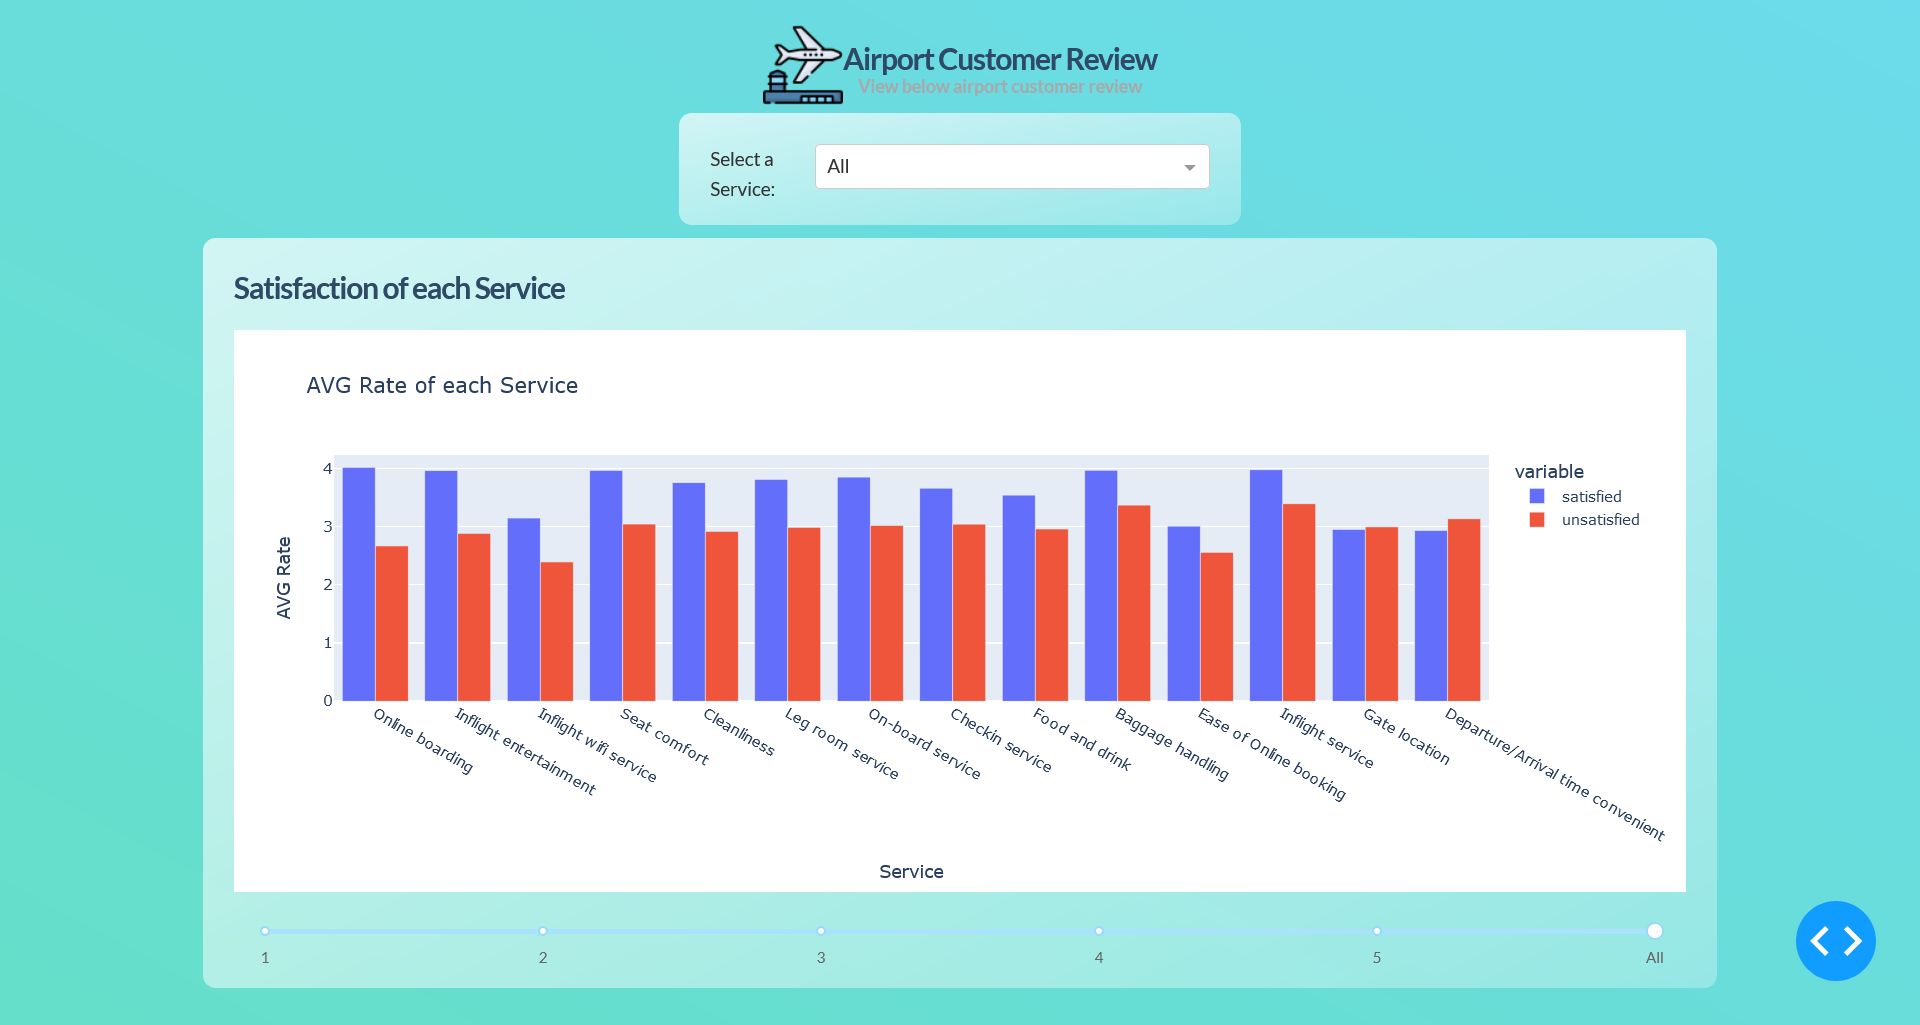 Airport Customer Review
View below airport customer review
Select a
Service:
All
Satisfaction of each Service
AVG Rate of each Service
4
3
2
1
0
AVG Rate
variable
satisfied
unsatisfied
Online boarding
Inflight entertainment
Inflight wifi service
Seat comfort
Cleanliness
Leg room service
On-board service
Checkin service
Food and drink
Baggage handling
Ease of Online booking
Inflight service
Gate location
Departure/Arrival time convenient
Service
1 2 3 4 5 All